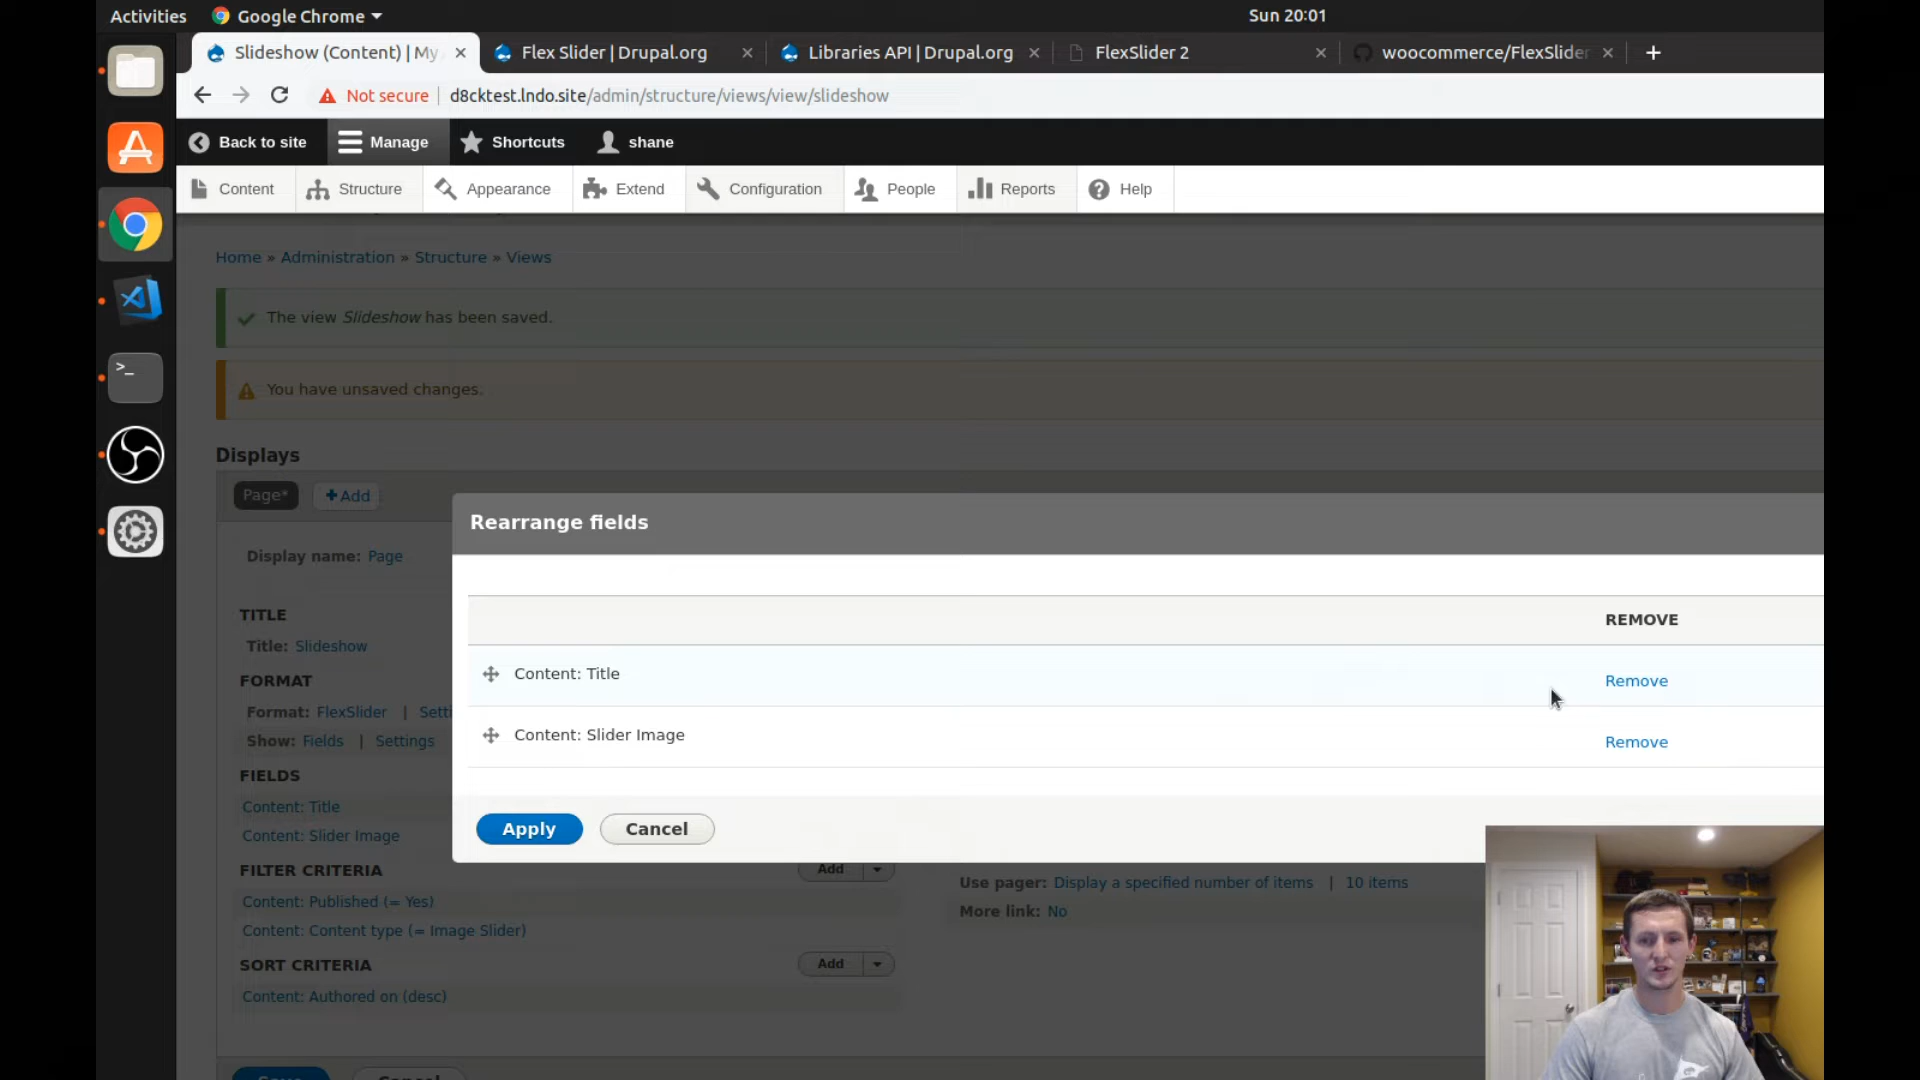 Activities
Google Chrome
Sun 20:01
Slideshow (Content) | My
Flex Slider | Drupal.org
Libraries API | Drupal.org
FlexSlider 2
woocommerce/FlexSlider
Not secure
d8cktest.lndo.site/admin/structure/views/view/slideshow
Back to site
Manage
Shortcuts
shane
Content
Structure
Appearance
Extend
Configuration
People
Reports
Help
Home » Administration » Structure » Views
The view Slideshow has been saved.
You have unsaved changes.
Displays
Page*
+Add
Rearrange fields
Display name: Page
REMOVE
TITLE
Title: Slideshow
Content: Title
Remove
FORMAT
Format: FlexSlider | Setti
Show: Fields | Settings
Content: Slider Image
Remove
FIELDS
Content: Title
Content: Slider Image
Apply
Cancel
FILTER CRITERIA
Add
Content: Published (= Yes)
Content: Content type (= Image Slider)
Use pager: Display a specified number of items | 10 items
More link: No
SORT CRITERIA
Add
Content: Authored on (desc)
Save
Cancel